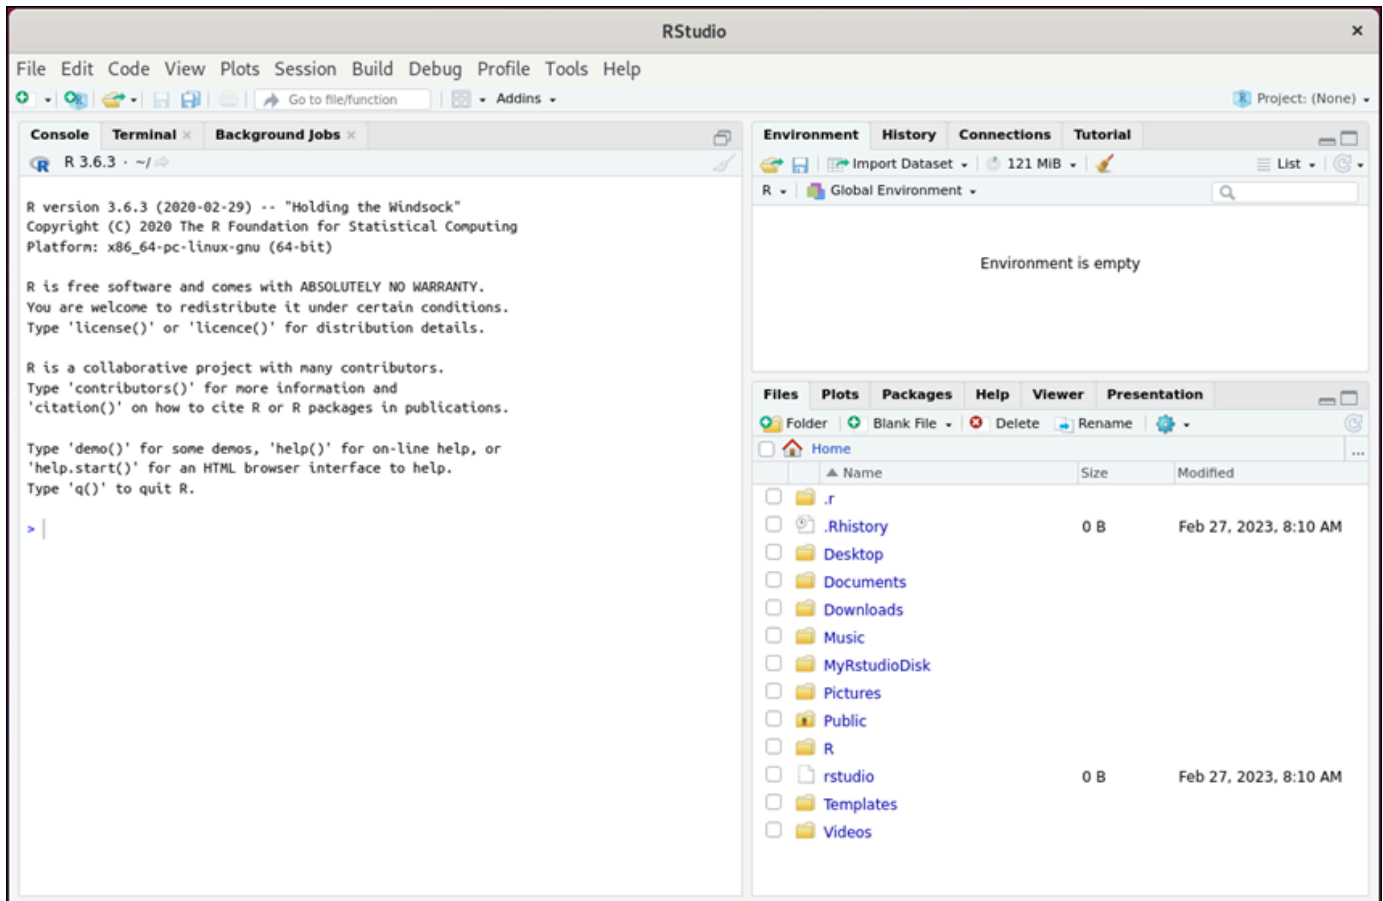 RStudio
File Edit Code View Plots Session Build Debug Profile Tools Help
Go to file/function Addins Project: (None)
Console Terminal Background Jobs
R 3.6.3 · ~/
R version 3.6.3 (2020-02-29) -- "Holding the Windsock"
Copyright (C) 2020 The R Foundation for Statistical Computing
Platform: x86_64-pc-linux-gnu (64-bit)
R is free software and comes with ABSOLUTELY NO WARRANTY.
You are welcome to redistribute it under certain conditions.
Type 'license()' or 'licence()' for distribution details.
R is a collaborative project with many contributors.
Type 'contributors()' for more information and
'citation()' on how to cite R or R packages in publications.
Type 'demo()' for some demos, 'help()' for on-line help, or
'help.start()' for an HTML browser interface to help.
Type 'q()' to quit R.
>
Environment History Connections Tutorial
Import Dataset 121 MiB List
R Global Environment
Environment is empty
Files Plots Packages Help Viewer Presentation
Folder Blank File Delete Rename
Home ...
Name Size Modified
.r
.Rhistory 0 B Feb 27, 2023, 8:10 AM
Desktop
Documents
Downloads
Music
MyRstudioDisk
Pictures
Public
R
rstudio 0 B Feb 27, 2023, 8:10 AM
Templates
Videos